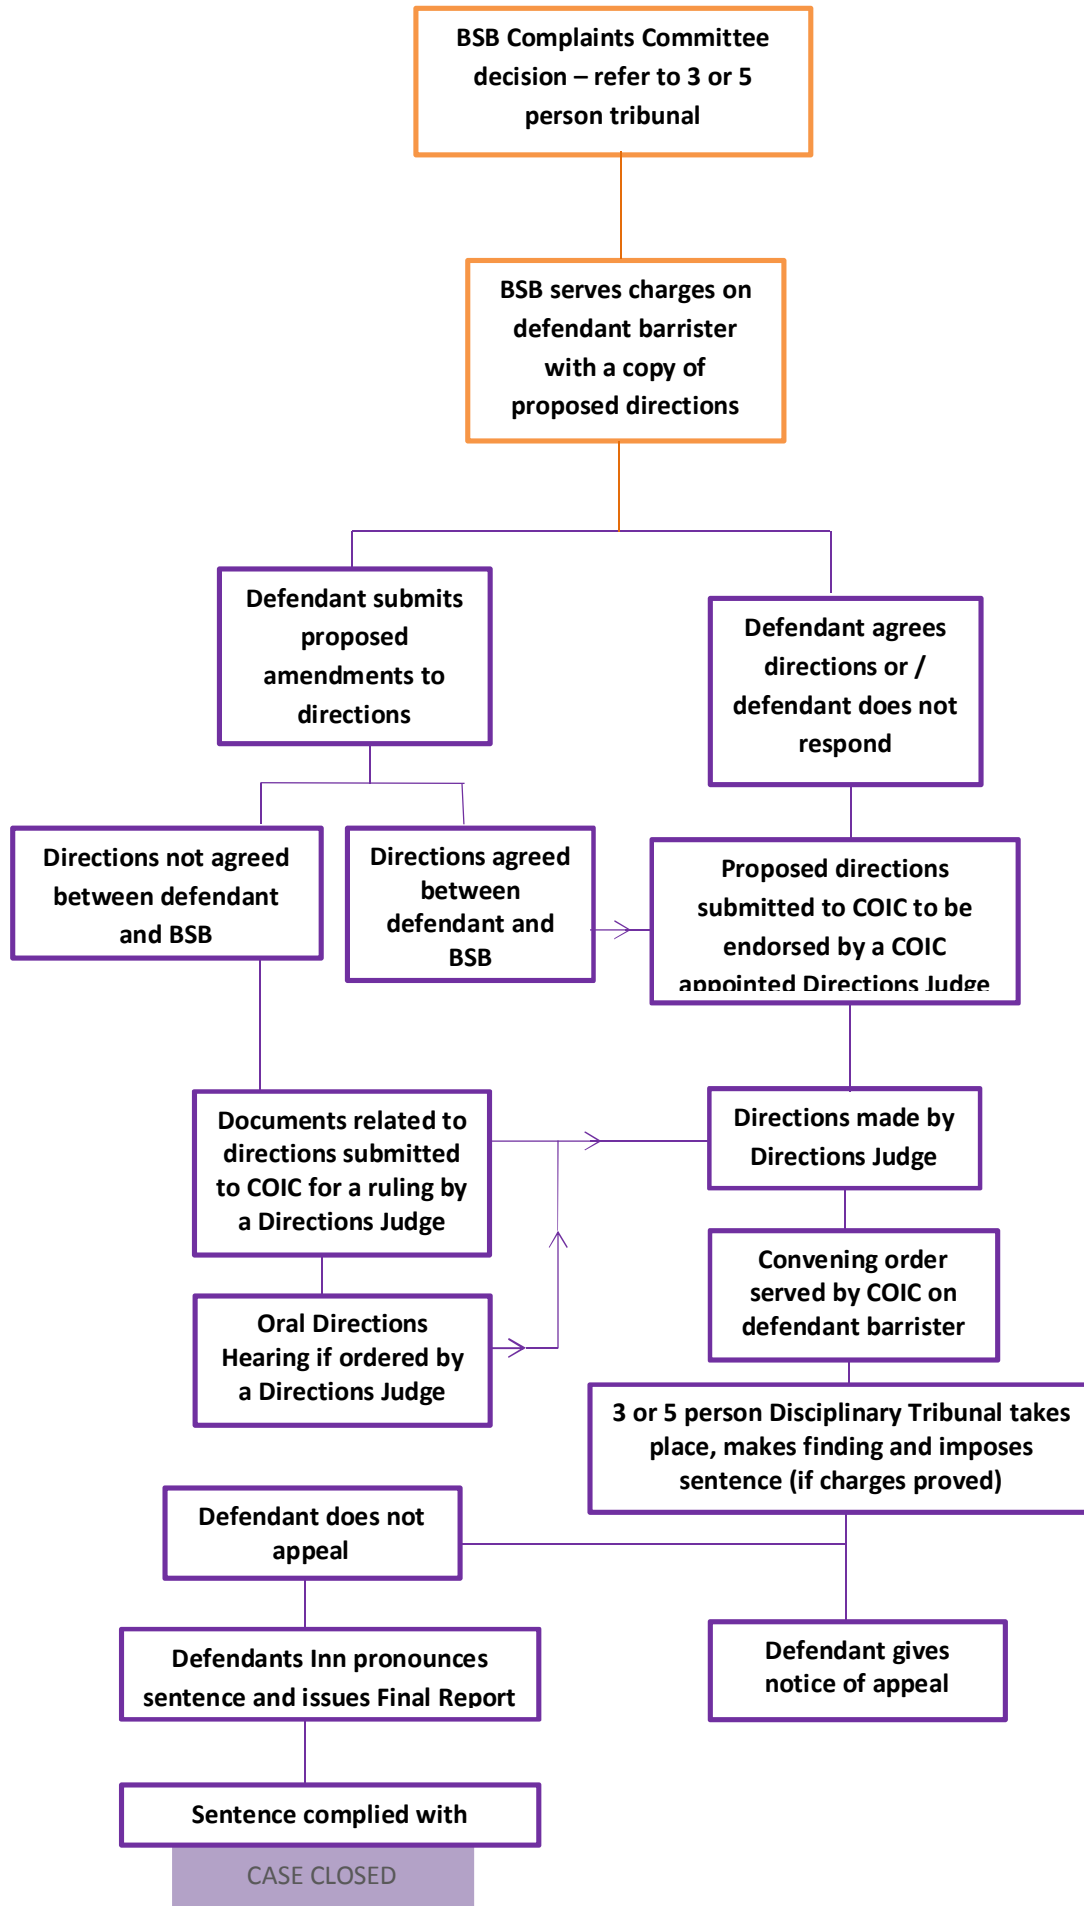 BSB Complaints Committee
decision – refer to 3 or 5
person tribunal
BSB serves charges on
defendant barrister
with a copy of
proposed directions
Defendant submits
proposed
amendments to
directions
Defendant agrees
directions or /
defendant does not
respond
Directions not agreed
between defendant
and BSB
Directions agreed
between
defendant and
BSB
Proposed directions
submitted to COIC to be
endorsed by a COIC
appointed Directions Judge
Documents related to
directions submitted
to COIC for a ruling by
a Directions Judge
Directions made by
Directions Judge
Oral Directions
Hearing if ordered by
a Directions Judge
Convening order
served by COIC on
defendant barrister
3 or 5 person Disciplinary Tribunal takes
place, makes finding and imposes
sentence (if charges proved)
Defendant does not
appeal
Defendants Inn pronounces
sentence and issues Final Report
Defendant gives
notice of appeal
Sentence complied with
CASE CLOSED